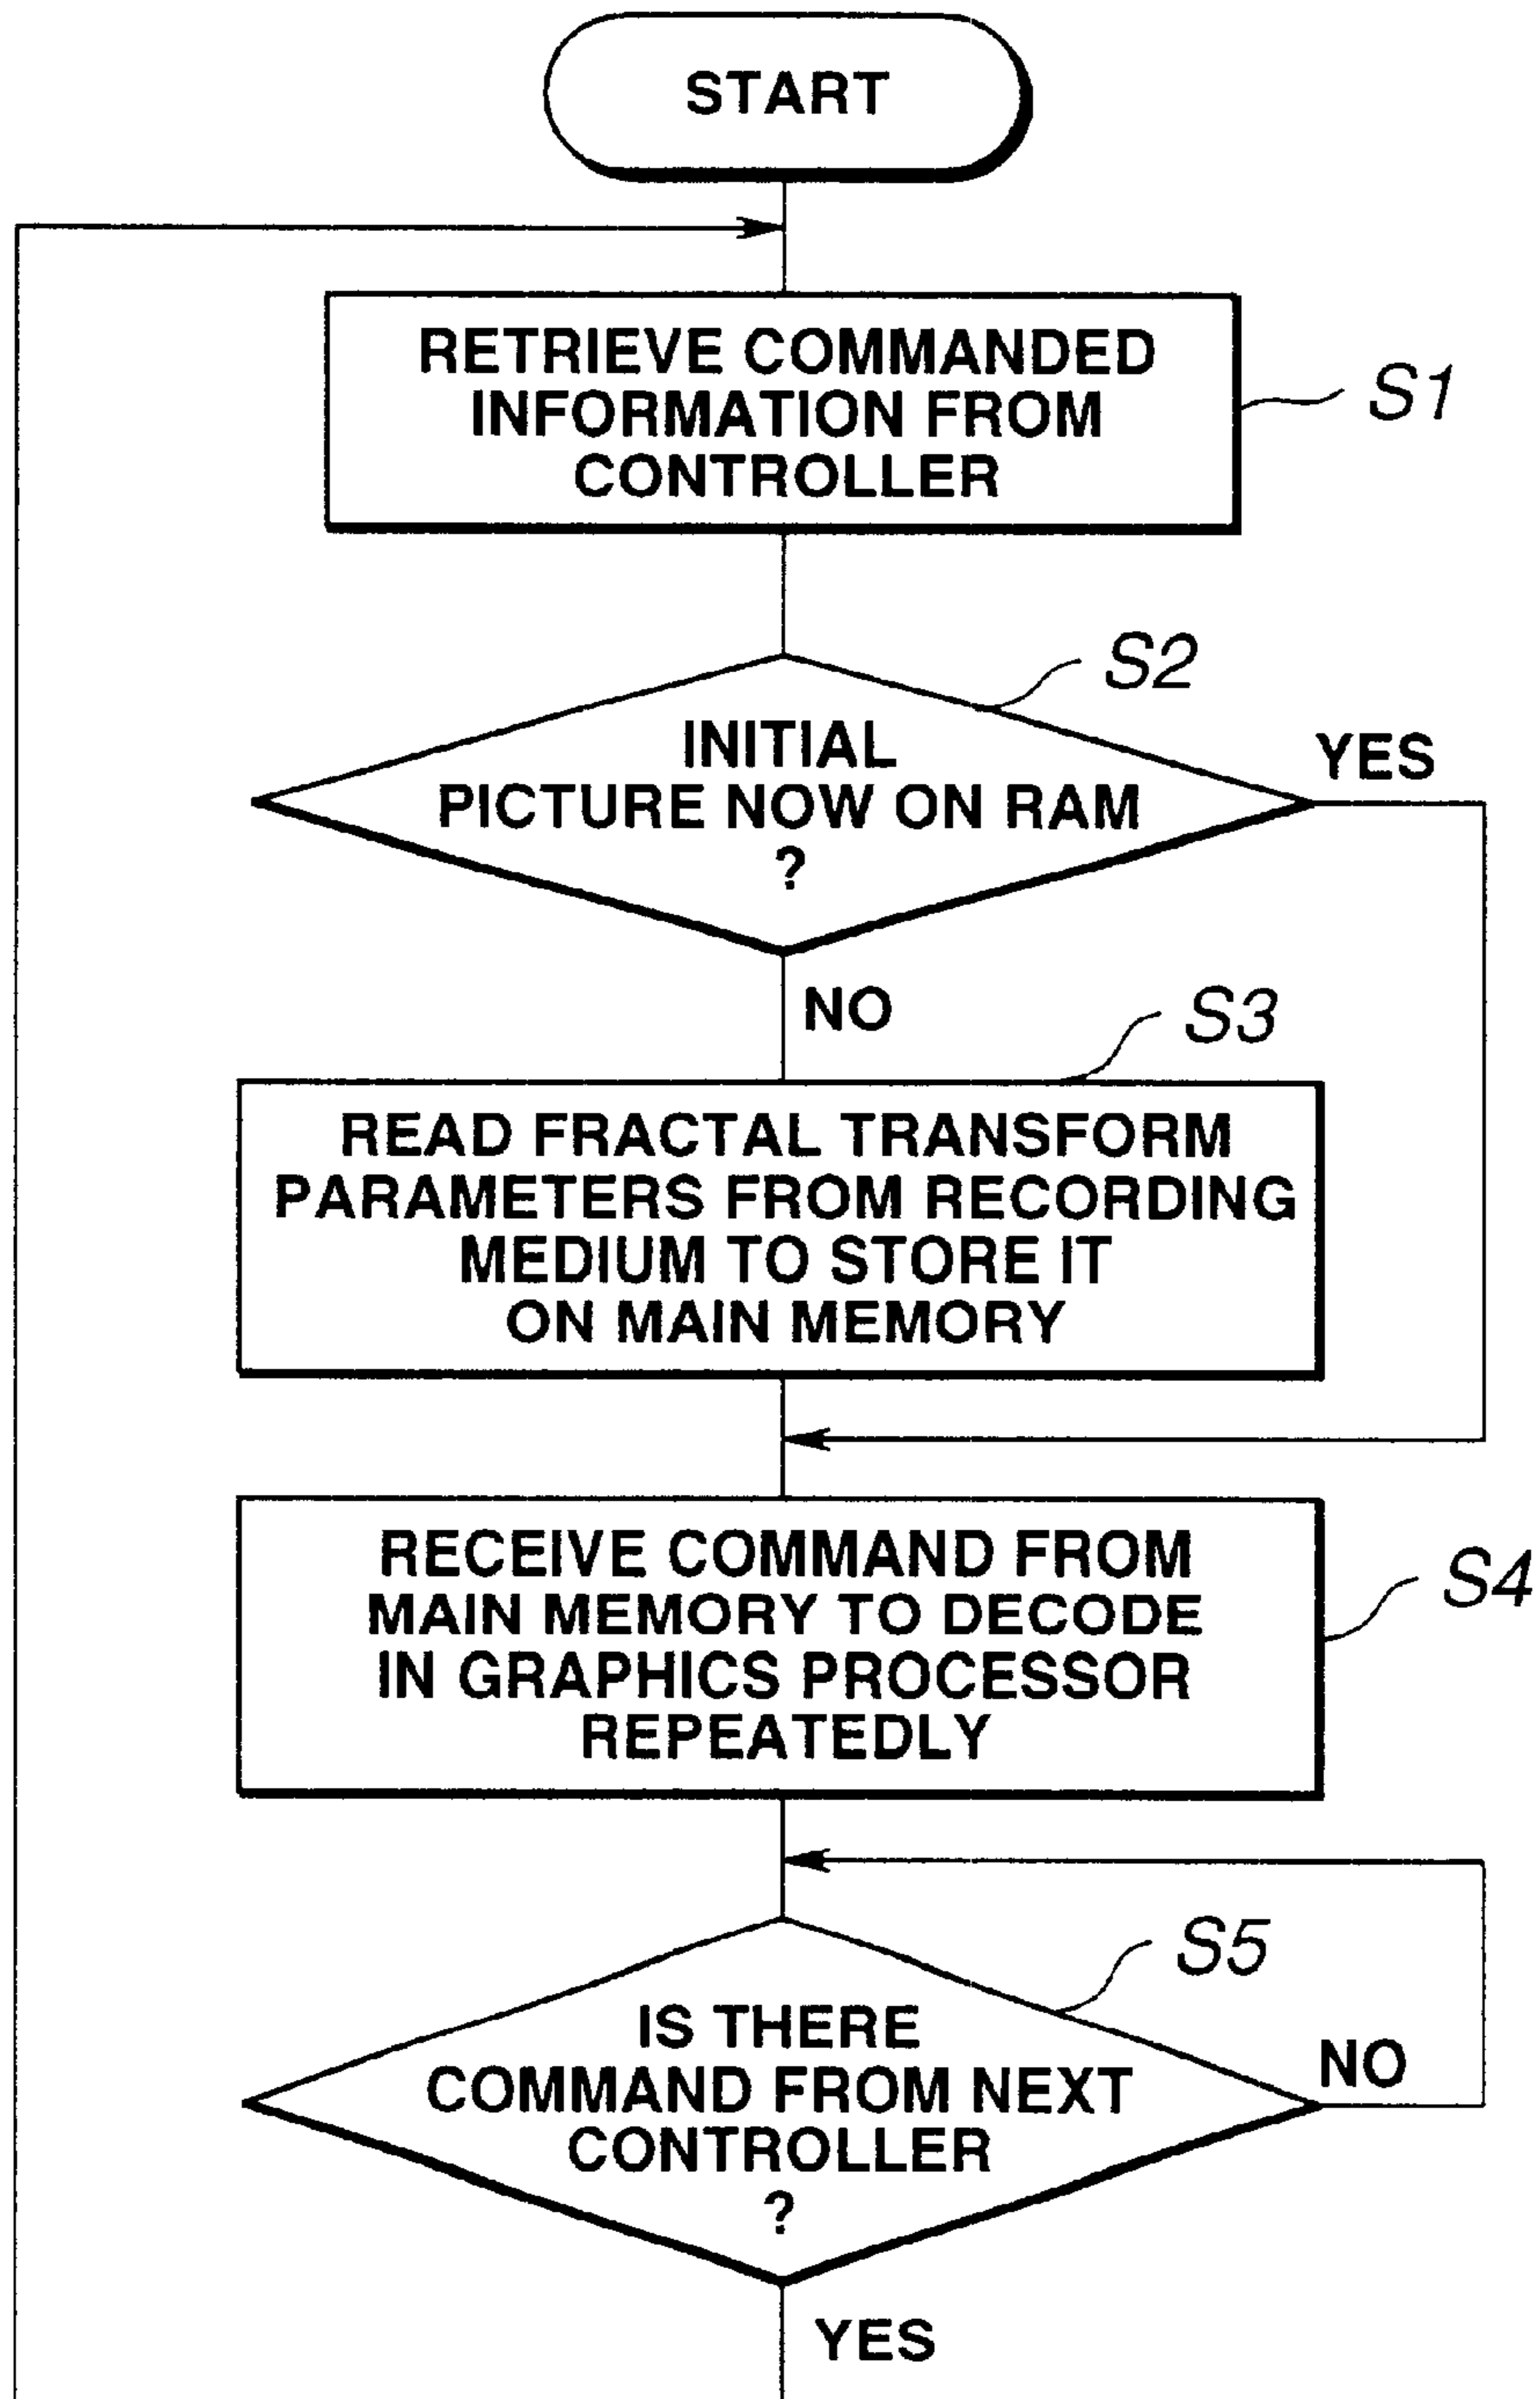 START
RETRIEVE COMMANDED
INFORMATION FROM
CONTROLLER
S1
S2
INITIAL
PICTURE NOW ON RAM
?
YES
NO
S3
READ FRACTAL TRANSFORM
PARAMETERS FROM RECORDING
MEDIUM TO STORE IT
ON MAIN MEMORY
RECEIVE COMMAND FROM
MAIN MEMORY TO DECODE
IN GRAPHICS PROCESSOR
REPEATEDLY
S4
S5
IS THERE
COMMAND FROM NEXT
CONTROLLER
?
NO
YES